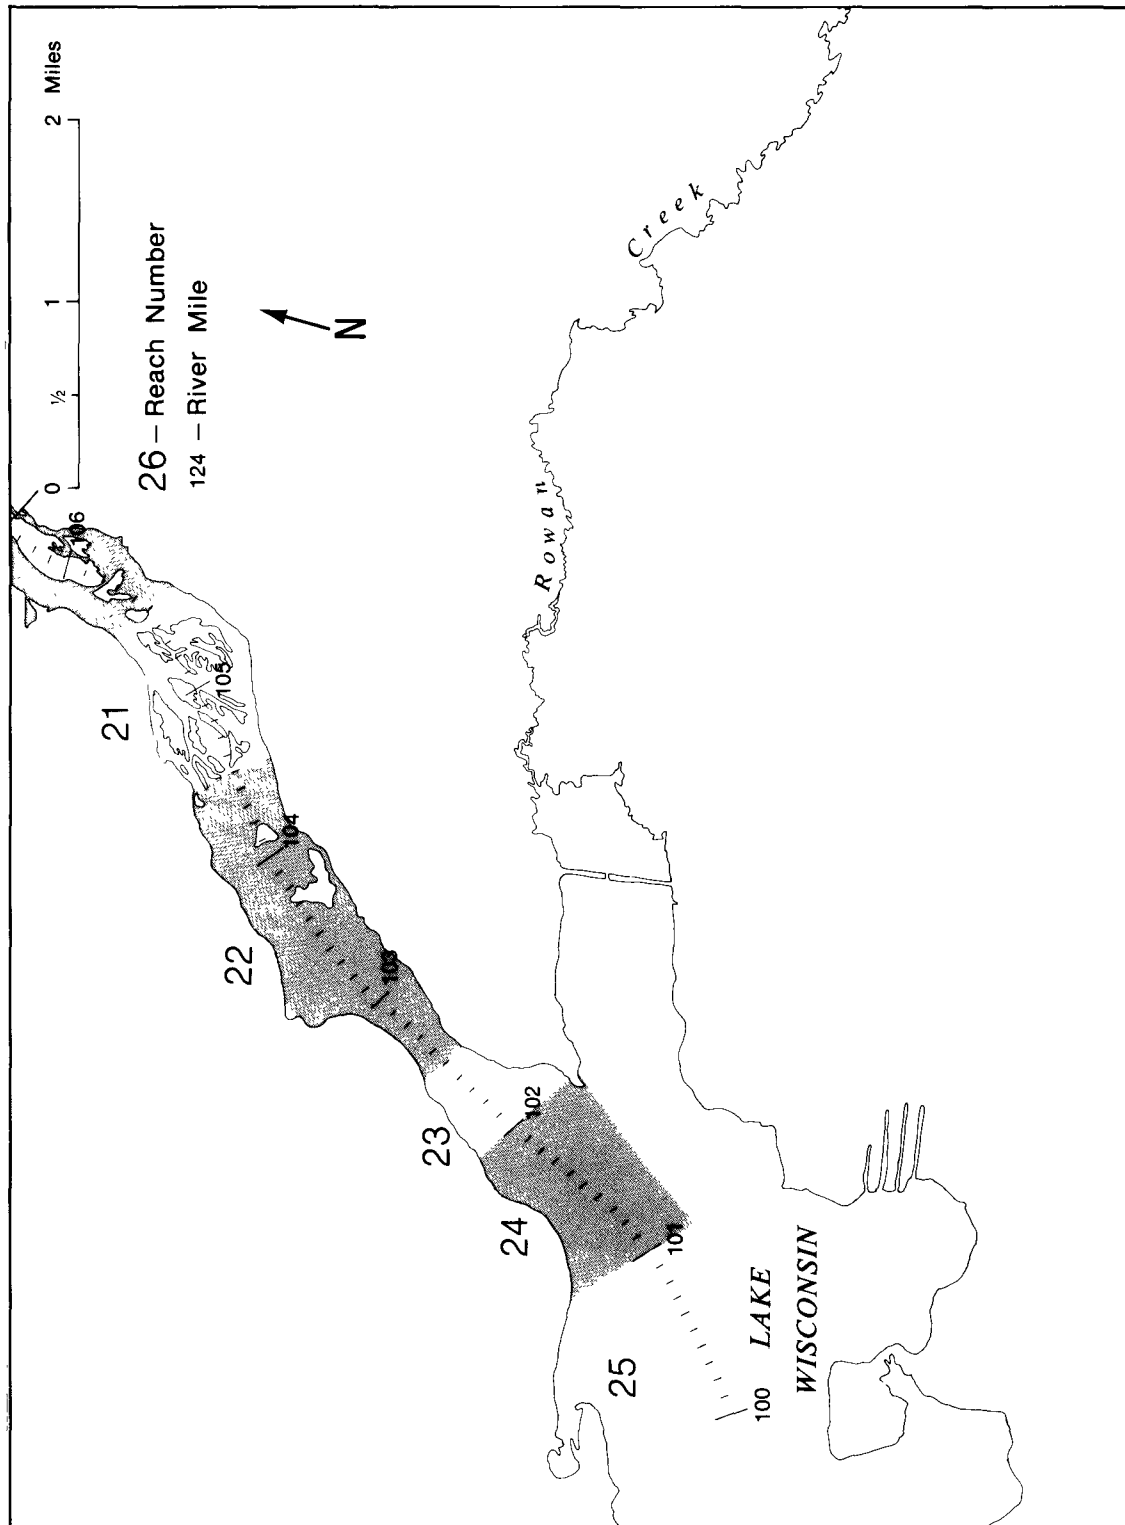 0 ½ 1 2 Miles
26 – Reach Number
124 – River Mile
N
106
105
21
104
22
103
23
102
24
101
25
100
LAKE
WISCONSIN
Rowan
Creek